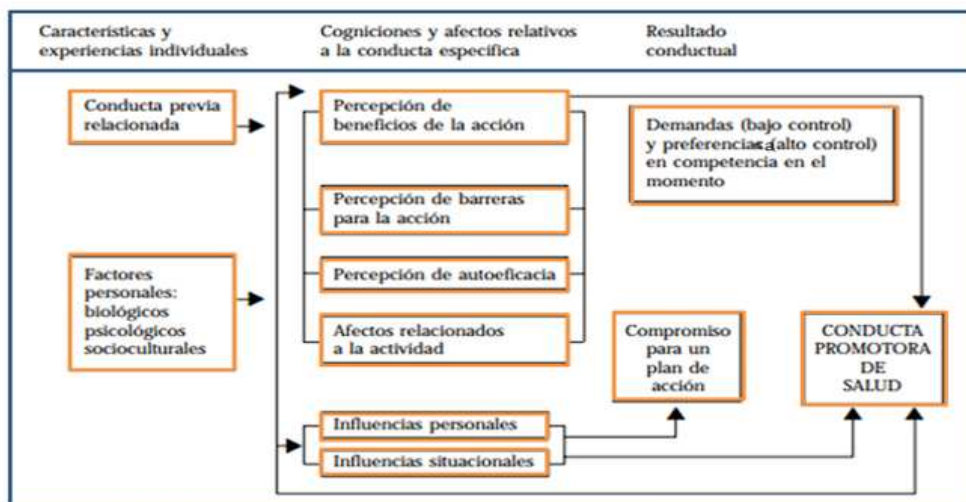 Características y
experiencias individuales
Cogniciones y afectos relativos
a la conducta específica
Resultado
conductual
Conducta previa
relacionada
Factores
personales:
biológicos
psicológicos
socioculturales
Percepción de
beneficios de la acción
Percepción de barreras
para la acción
Percepción de autoeficacia
Afectos relacionados
a la actividad
Influencias personales
Influencias situacionales
Demandas (bajo control)
y preferencias (alto control)
en competencia en el
momento
Compromiso
para un
plan de
acción
CONDUCTA
PROMOTORA
DE
SALUD